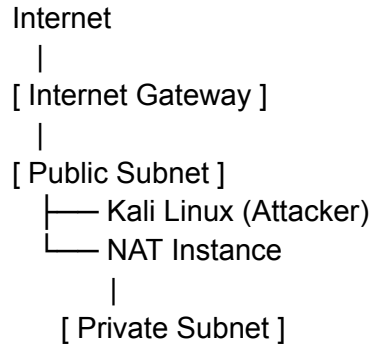 Internet
|
[ Internet Gateway ]
|
[ Public Subnet ]
├── Kali Linux (Attacker)
└── NAT Instance
|
[ Private Subnet ]